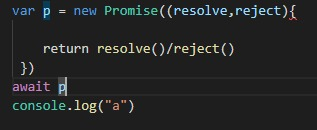 var p = new Promise((resolve,reject){
return resolve()/reject()
})
await p
console.log("a")